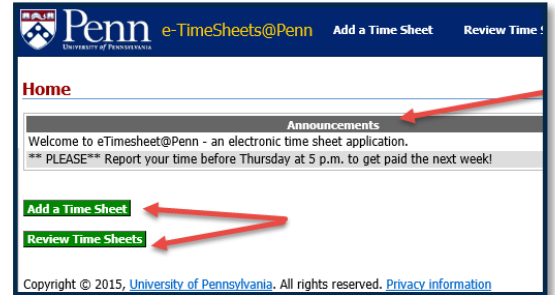 Penn e-TimeSheets@Penn Add a Time Sheet Review Time
UNIVERSITY of PENNSYLVANIA
Home
Announcements
Welcome to eTimesheet@Penn - an electronic time sheet application.
** PLEASE** Report your time before Thursday at 5 p.m. to get paid the next week!
Add a Time Sheet
Review Time Sheets
Copyright © 2015, University of Pennsylvania. All rights reserved. Privacy information